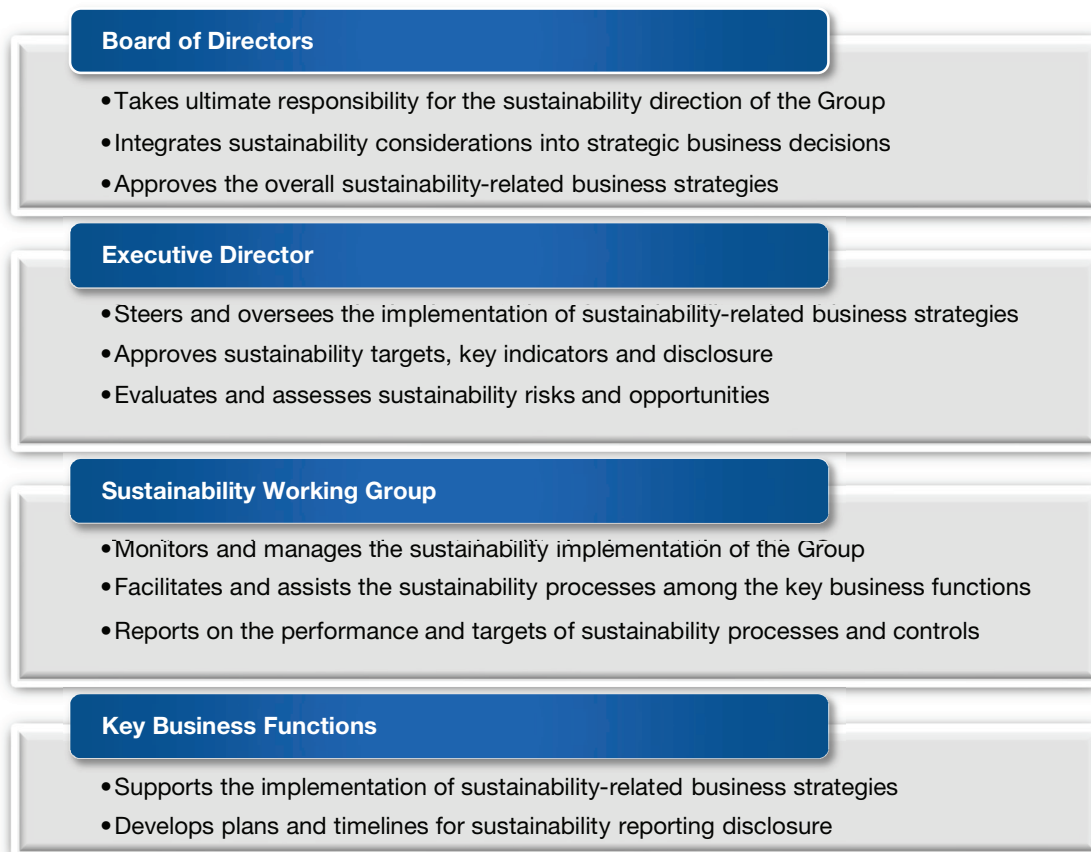 Board of Directors
•Takes ultimate responsibility for the sustainability direction of the Group
•Integrates sustainability considerations into strategic business decisions
•Approves the overall sustainability-related business strategies
Executive Director
•Steers and oversees the implementation of sustainability-related business strategies
•Approves sustainability targets, key indicators and disclosure
•Evaluates and assesses sustainability risks and opportunities
Sustainability Working Group
•Monitors and manages the sustainability implementation of the Group
•Facilitates and assists the sustainability processes among the key business functions
•Reports on the performance and targets of sustainability processes and controls
Key Business Functions
•Supports the implementation of sustainability-related business strategies
•Develops plans and timelines for sustainability reporting disclosure